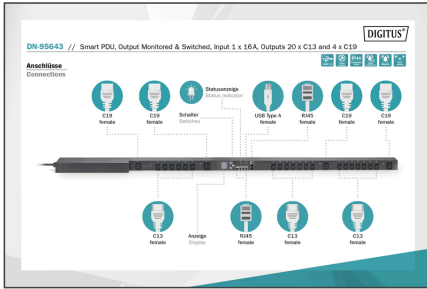 DIGITUS®
DN-95643 // Smart PDU, Output Monitored & Switched, Input 1 x 16A, Outputs 20 x C13 and 4 x C19
Anschlüsse
Connections
C19
female
C19
female
Statusanzeige
Status indicator
Schalter
Switches
USB Type A
female
RJ45
female
C19
female
C19
female
C13
female
Anzeige
Display
RJ45
female
C13
female
C13
female